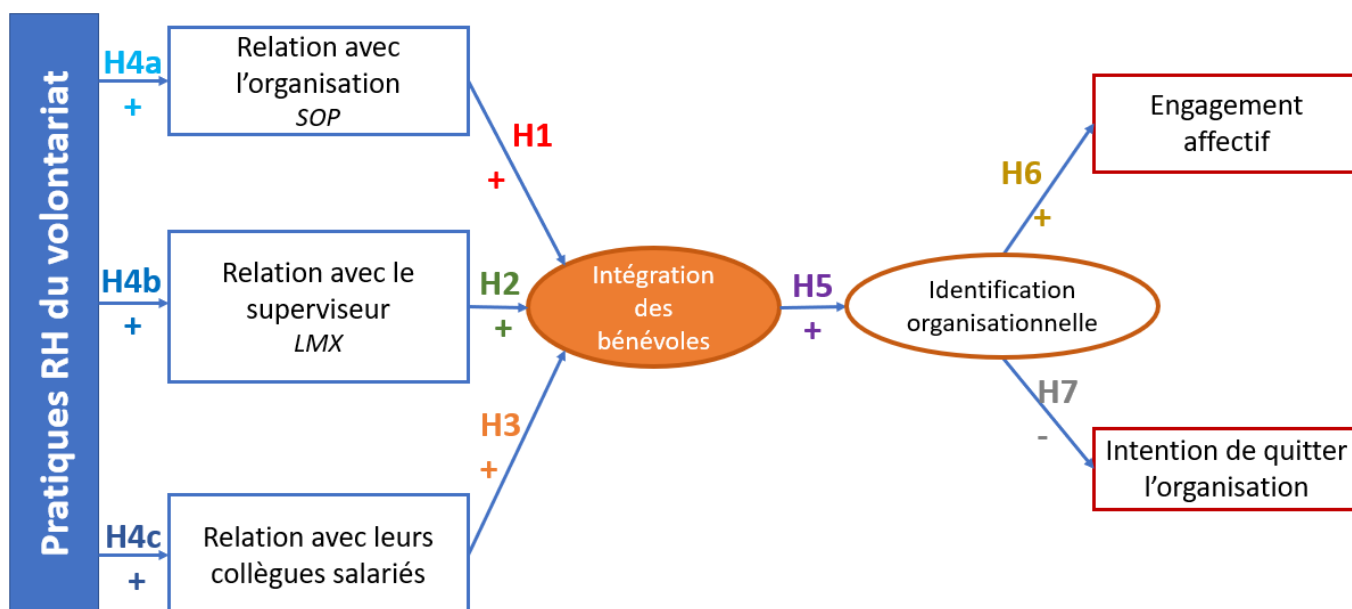 Pratiques RH du volontariat
H4a
+
Relation avec
l'organisation
SOP
H1
+
H4b
+
Relation avec le
superviseur
LMX
H2
+
H4c
+
Relation avec leurs
collègues salariés
H3
+
Intégration
des
bénévoles
H5
+
Identification
organisationnelle
H6
+
Engagement
affectif
H7
-
Intention de quitter
l'organisation